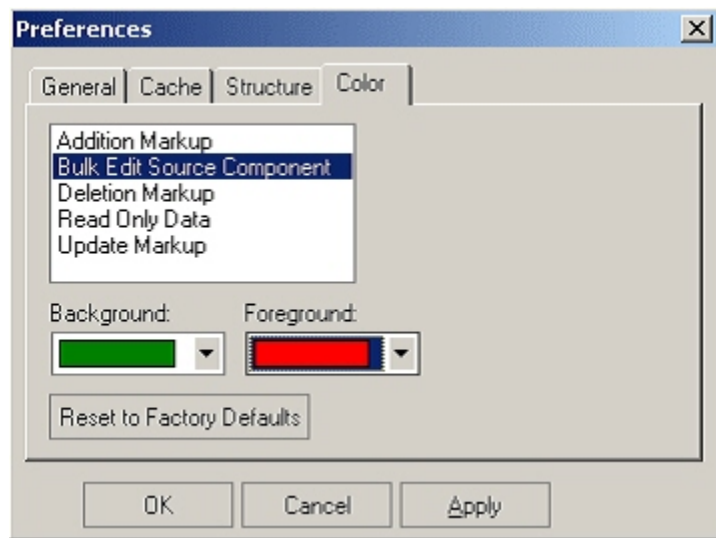 Preferences
General Cache Structure Color
Addition Markup
Bulk Edit Source Component
Deletion Markup
Read Only Data
Update Markup
Background: Foreground:
Reset to Factory Defaults
OK Cancel Apply